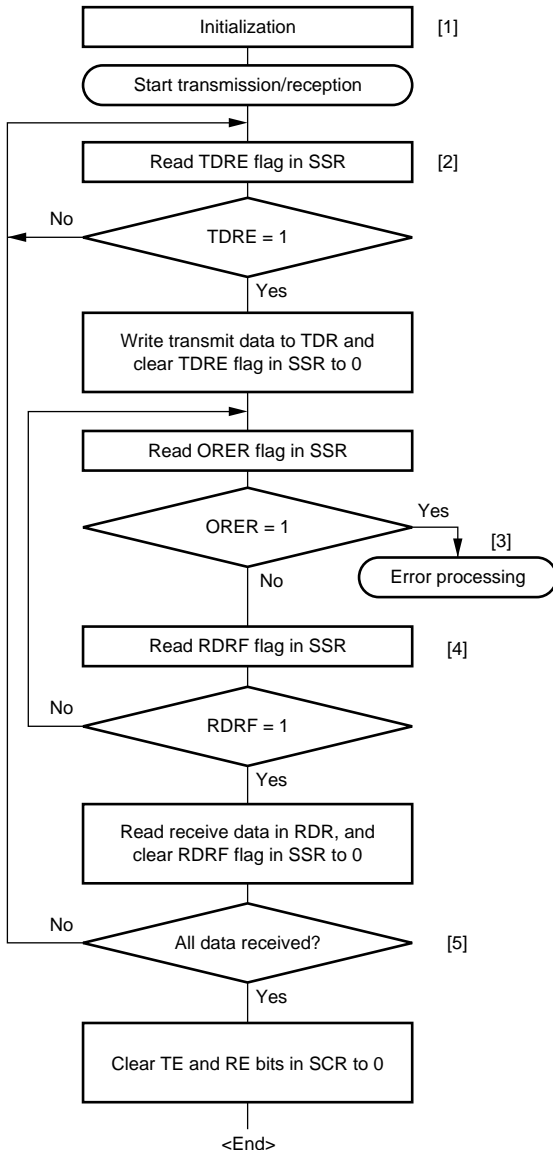 Initialization
[1]
Start transmission/reception
Read TDRE flag in SSR
[2]
No
TDRE = 1
Yes
Write transmit data to TDR and
clear TDRE flag in SSR to 0
Read ORER flag in SSR
Yes
ORER = 1
[3]
Error processing
No
Read RDRF flag in SSR
[4]
No
RDRF = 1
Yes
Read receive data in RDR, and
clear RDRF flag in SSR to 0
No
All data received?
[5]
Yes
Clear TE and RE bits in SCR to 0
<End>